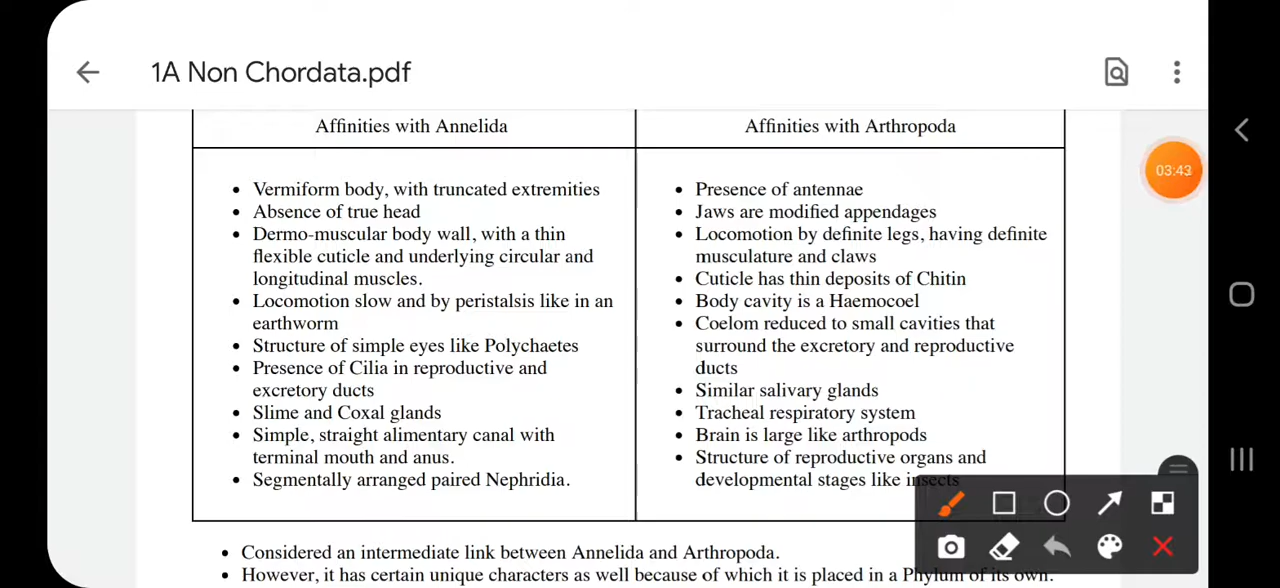 1A Non Chordata.pdf
03:43
Affinities with Annelida
• Vermiform body, with truncated extremities
• Absence of true head
• Dermo-muscular body wall, with a thin
flexible cuticle and underlying circular and
longitudinal muscles.
• Locomotion slow and by peristalsis like in an
earthworm
• Structure of simple eyes like Polychaetes
• Presence of Cilia in reproductive and
excretory ducts
• Slime and Coxal glands
• Simple, straight alimentary canal with
terminal mouth and anus.
• Segmentally arranged paired Nephridia.
Affinities with Arthropoda
• Presence of antennae
• Jaws are modified appendages
• Locomotion by definite legs, having definite
musculature and claws
• Cuticle has thin deposits of Chitin
• Body cavity is a Haemocoel
• Coelom reduced to small cavities that
surround the excretory and reproductive
ducts
• Similar salivary glands
• Tracheal respiratory system
• Brain is large like arthropods
• Structure of reproductive organs and
developmental stages like insects
• Considered an intermediate link between Annelida and Arthropoda.
• However, it has certain unique characters as well because of which it is placed in a Phylum of its own.